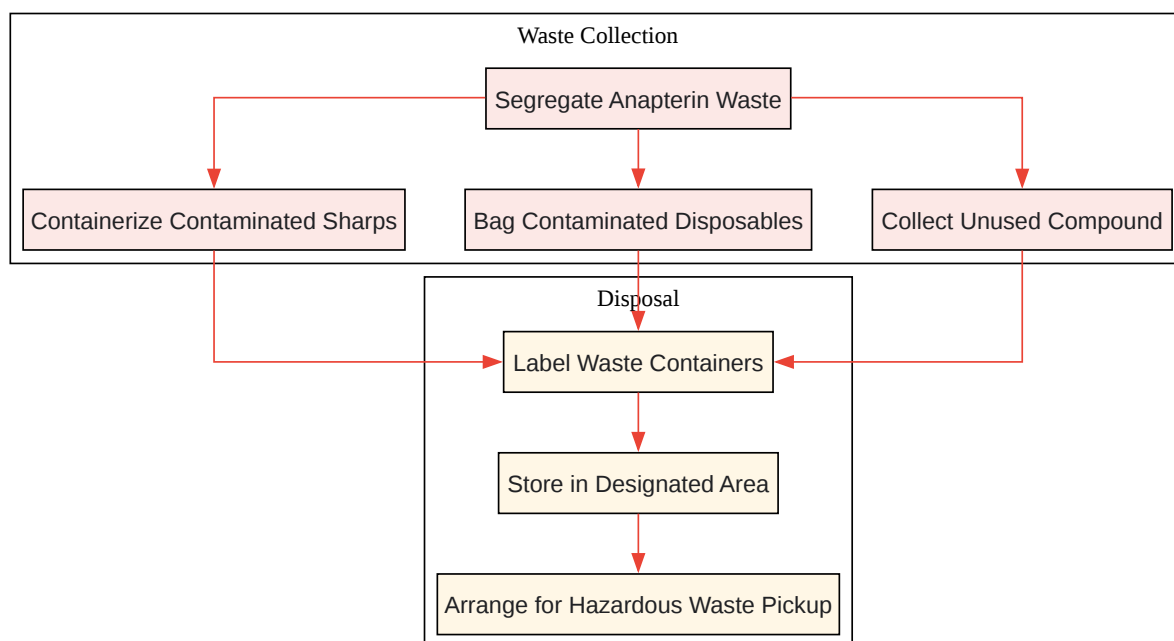 Waste Collection
Segregate Anapterin Waste
Containerize Contaminated Sharps
Bag Contaminated Disposables
Collect Unused Compound
Disposal
Label Waste Containers
Store in Designated Area
Arrange for Hazardous Waste Pickup